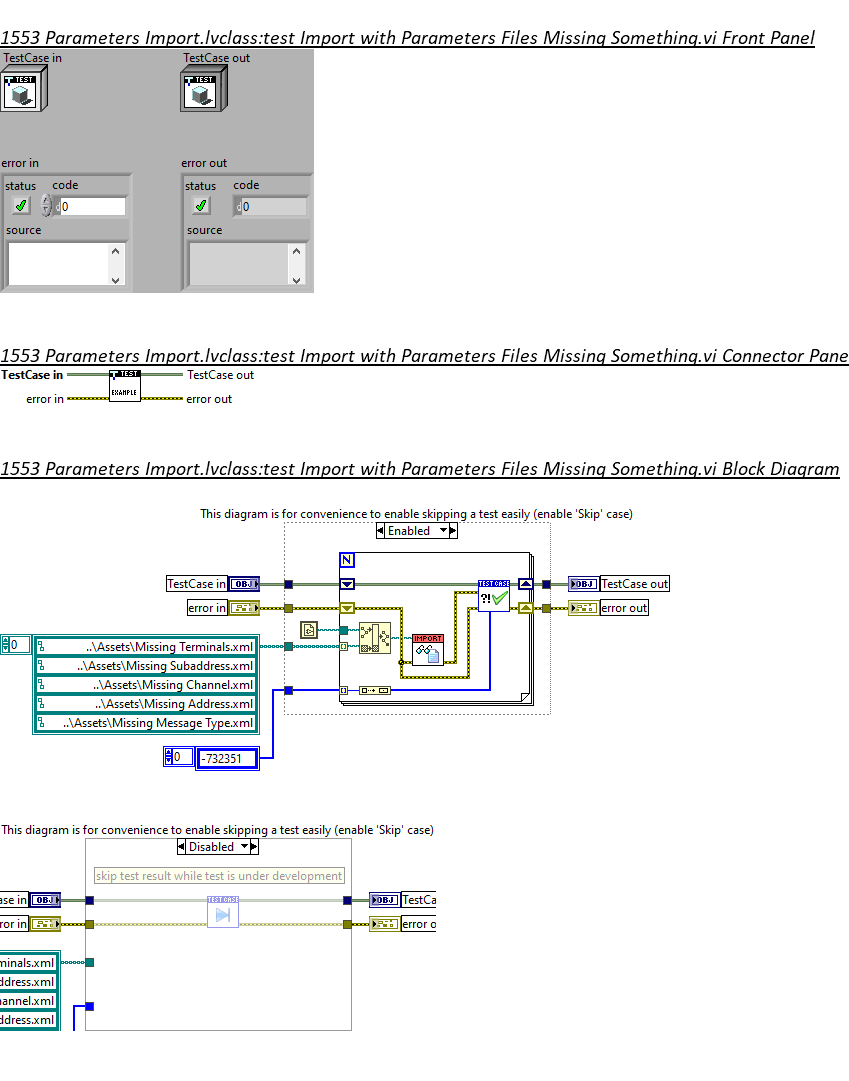 1553 Parameters Import.lvclass:test Import with Parameters Files Missing Something.vi Front Panel
TestCase in
TestCase out
TEST
TEST
error in
error out
status
code
status
code
d
0
d
0
source
source
1553 Parameters Import.lvclass:test Import with Parameters Files Missing Something.vi Connector Pane
TestCase in
TEST
TestCase out
EXAMPLE
error in
error out
1553 Parameters Import.lvclass:test Import with Parameters Files Missing Something.vi Block Diagram
This diagram is for convenience to enable skipping a test easily (enable 'Skip' case)
Enabled
N
TestCase in
OBJ
TEST CASE
?!
OBJ
TestCase out
error in
error out
IMPORT
0
..\Assets\Missing Terminals.xml
..\Assets\Missing Subaddress.xml
..\Assets\Missing Channel.xml
..\Assets\Missing Address.xml
..\Assets\Missing Message Type.xml
0
-732351
This diagram is for convenience to enable skipping a test easily (enable 'Skip' case)
Disabled
skip test result while test is under development
ase in
OBJ
TEST CASE
OBJ
TestCa
ror in
error o
minals.xml
ddress.xml
hannel.xml
ddress.xml